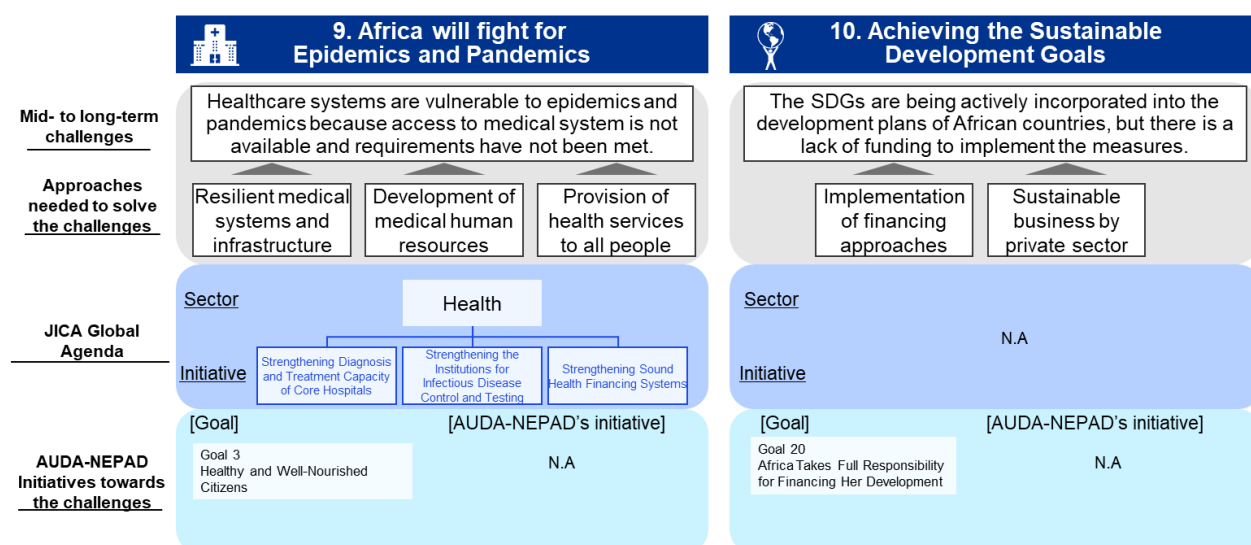 9. Africa will fight for
Epidemics and Pandemics
10. Achieving the Sustainable
Development Goals
Mid- to long-term
challenges
Healthcare systems are vulnerable to epidemics and
pandemics because access to medical system is not
available and requirements have not been met.
The SDGs are being actively incorporated into the
development plans of African countries, but there is a
lack of funding to implement the measures.
Approaches
needed to solve
the challenges
Resilient medical
systems and
infrastructure
Development of
medical human
resources
Provision of
health services
to all people
Implementation
of financing
approaches
Sustainable
business by
private sector
JICA Global
Agenda
Sector
Health
Initiative
Strengthening Diagnosis
and Treatment Capacity
of Core Hospitals
Strengthening the
Institutions for
Infectious Disease
Control and Testing
Strengthening Sound
Health Financing Systems
Sector
N.A
Initiative
AUDA-NEPAD
Initiatives towards
the challenges
[Goal]
[AUDA-NEPAD’s initiative]
Goal 3
Healthy and Well-Nourished
Citizens
N.A
[Goal]
[AUDA-NEPAD’s initiative]
Goal 20
Africa Takes Full Responsibility
for Financing Her Development
N.A